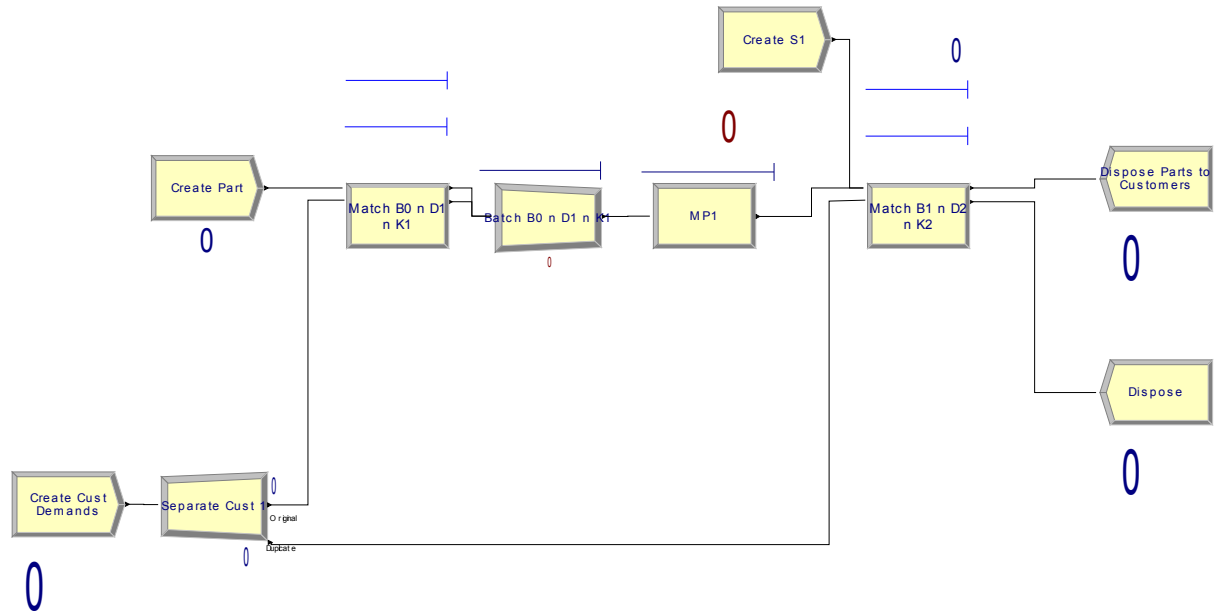 Create S1
0
0
Create Part
0
Match B0 n D1
n K1
Batch B0 n D1 n K1
0
MP1
Match B1 n D2
n K2
Dispose Parts to
Customers
0
Dispose
0
Create Cust
Demands
0
Separate Cust 1
0
Original
Duplicate
0